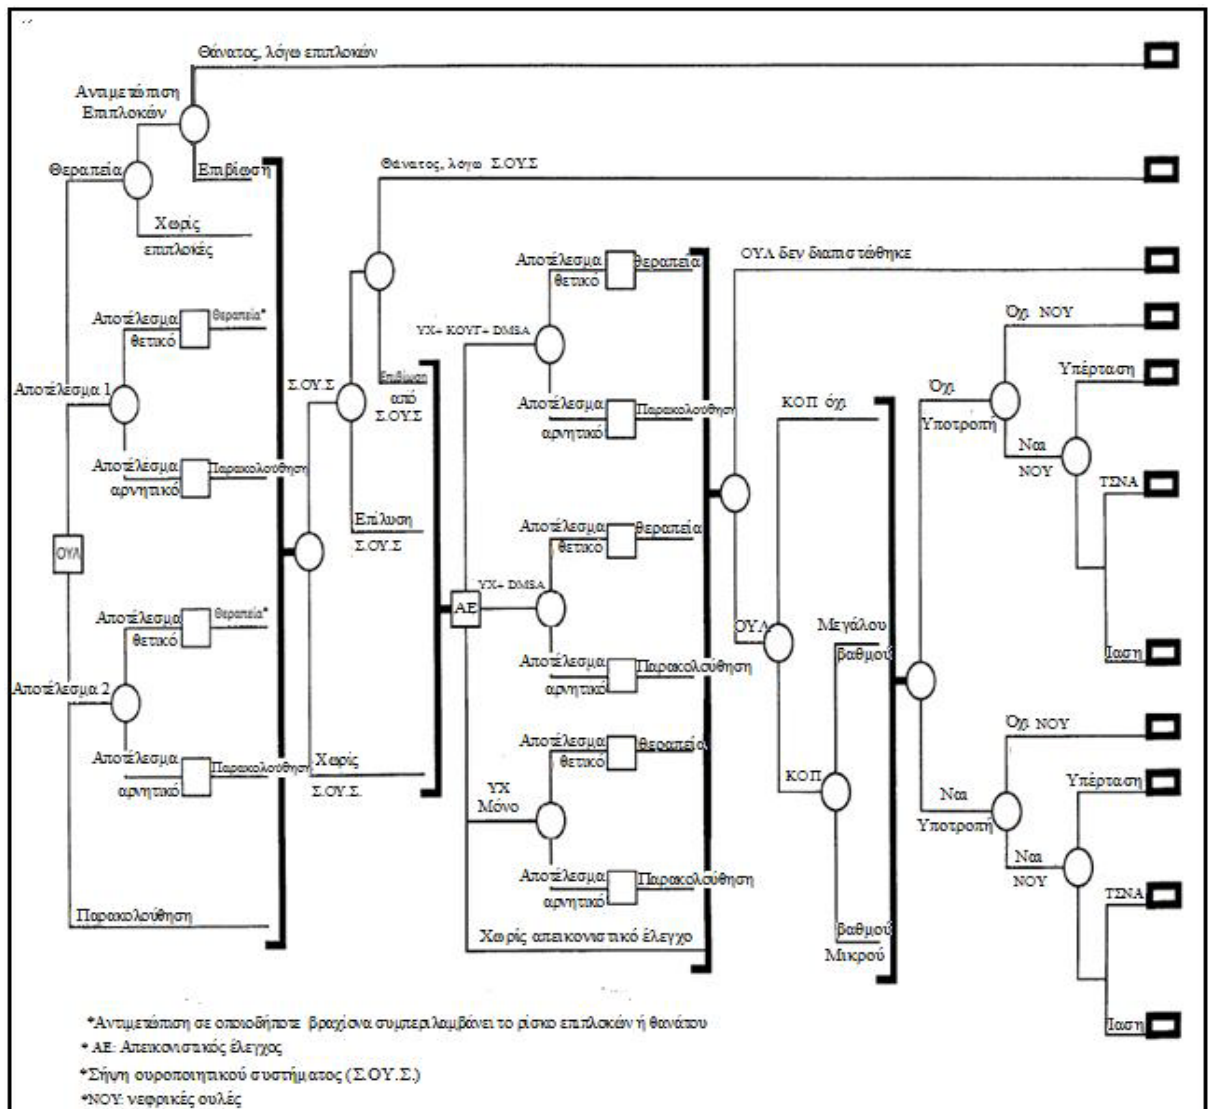 Θάνατος, λόγω επιπλοκών
Αντιμετώπιση
Επιπλοκών
Θεραπεία
Επιβίωση
Χωρίς
επιπλοκές
Θάνατος, λόγω Σ.ΟΥ.Σ
Αποτέλεσμα
θετικό
θεραπεία
ΟΥΛ δεν διαπιστώθηκε
Όχι ΝΟΥ
Αποτέλεσμα
θετικό
θεραπεία*
ΥΧ+ ΚΟΥΓ+ DMSA
Υπέρταση
Αποτέλεσμα 1
Σ.ΟΥ.Σ
Επιβίωση
από
Σ.ΟΥ.Σ
Αποτέλεσμα
αρνητικό
Παρακολούθηση
ΚΟΠ όχι
Όχι
Υποτροπή
Ναι
ΝΟΥ
Αποτέλεσμα
αρνητικό
Παρακολούθηση
ΤΣΝΑ
Επίλυση
Σ.ΟΥ.Σ
Αποτέλεσμα
θετικό
θεραπεία
ΟΥΛ
ΥΧ+ DMSA
ΑΕ
Αποτέλεσμα
θετικό
θεραπεία*
ΟΥΛ
Μεγάλου
βαθμού
Ίαση
Αποτέλεσμα
αρνητικό
Παρακολούθηση
Αποτέλεσμα 2
Όχι ΝΟΥ
Αποτέλεσμα
θετικό
θεραπεία
Αποτέλεσμα
αρνητικό
Παρακολούθηση
Χωρίς
Σ.ΟΥ.Σ.
ΥΧ
Μόνο
ΚΟΠ
Υπέρταση
Ναι
Υποτροπή
Ναι
ΝΟΥ
Αποτέλεσμα
αρνητικό
Παρακολούθηση
ΤΣΝΑ
Παρακολούθηση
Χωρίς απεικονιστικό έλεγχο
βαθμού
Μικρού
Ίαση
*Αντιμετώπιση σε οποιοδήποτε βραχίονα συμπεριλαμβάνει το ρίσκο επιπλοκών ή θανάτου
* ΑΕ: Απεικονιστικός έλεγχος
*Σήψη ουροποιητικού συστήματος (Σ.ΟΥ.Σ.)
*ΝΟΥ: νεφρικές ουλές